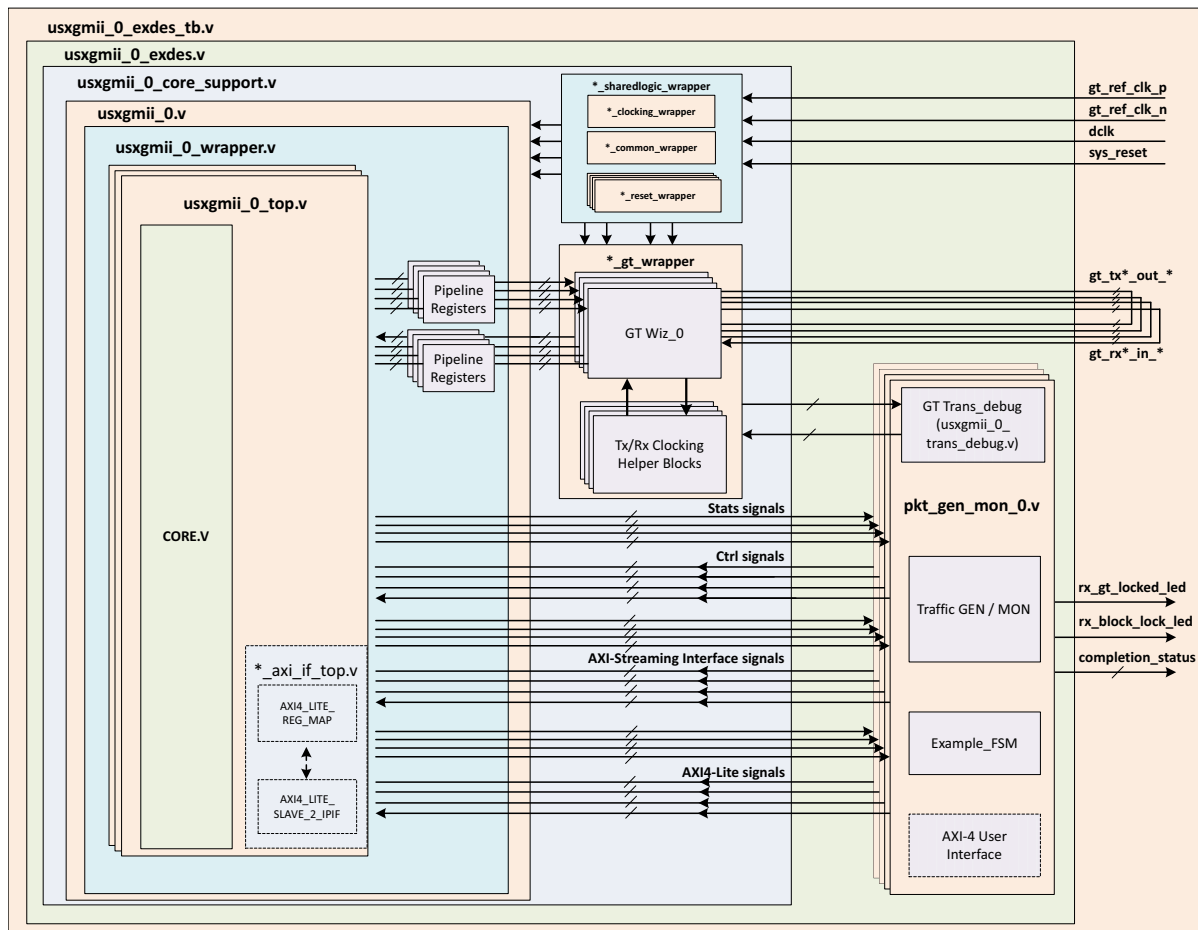 usxgmii_0_exdes_tb.v
usxgmii_0_exdes.v
usxgmii_0_core_support.v
usxgmii_0.v
usxgmii_0_wrapper.v
usxgmii_0_top.v
CORE.V
*_axi_if_top.v
AXI4_LITE_
REG_MAP
AXI4_LITE_
SLAVE_2_IPIF
*_sharedlogic_wrapper
*_clocking_wrapper
*_common_wrapper
*_reset_wrapper
gt_ref_clk_p
gt_ref_clk_n
dclk
sys_reset
*_gt_wrapper
Pipeline
Registers
Pipeline
Registers
GT Wiz_0
Tx/Rx Clocking
Helper Blocks
gt_tx*_out_*
gt_rx*_in_*
GT Trans_debug
(usxgmii_0_
trans_debug.v)
pkt_gen_mon_0.v
Stats signals
Ctrl signals
AXI-Streaming Interface signals
AXI4-Lite signals
Traffic GEN / MON
Example_FSM
AXI-4 User
Interface
rx_gt_locked_led
rx_block_lock_led
completion_status